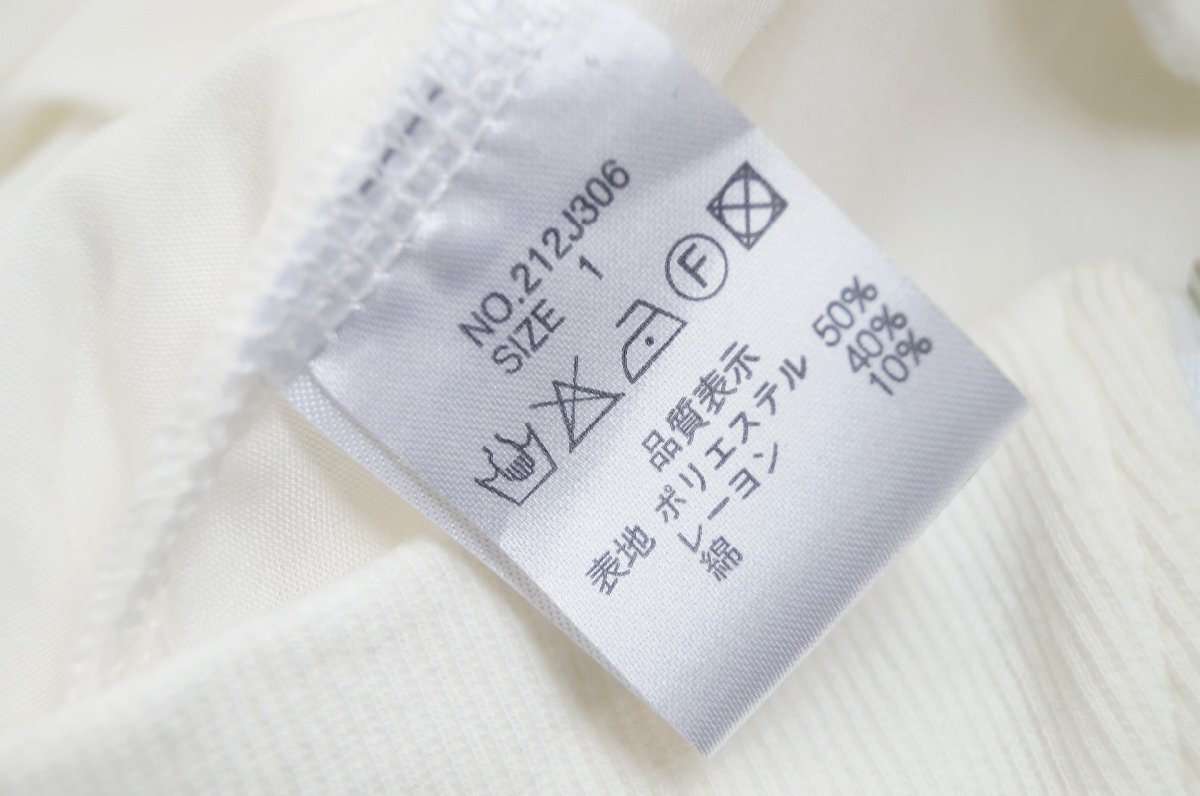 NO.212J306
SIZE 1
F
品質表示
表地 ポリエステル 50%
レーヨン 40%
綿 10%